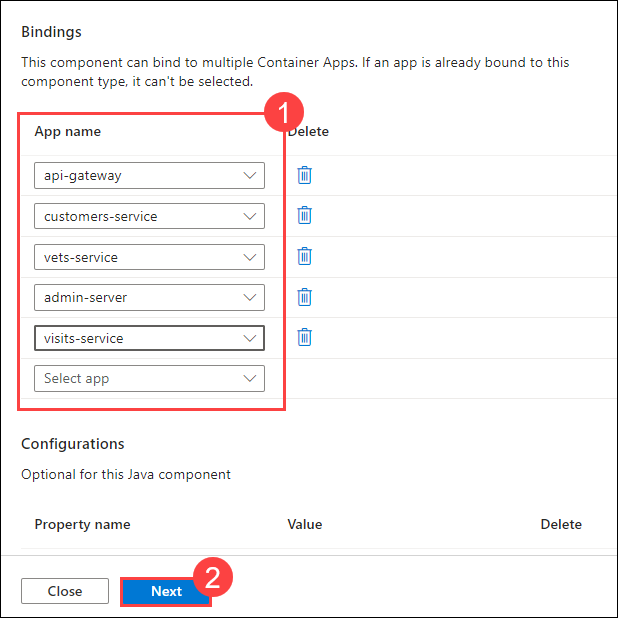 Bindings
This component can bind to multiple Container Apps. If an app is already bound to this
component type, it can't be selected.
1
App name Delete
api-gateway
customers-service
vets-service
admin-server
visits-service
Select app
Configurations
Optional for this Java component
Property name Value Delete
2
Close Next